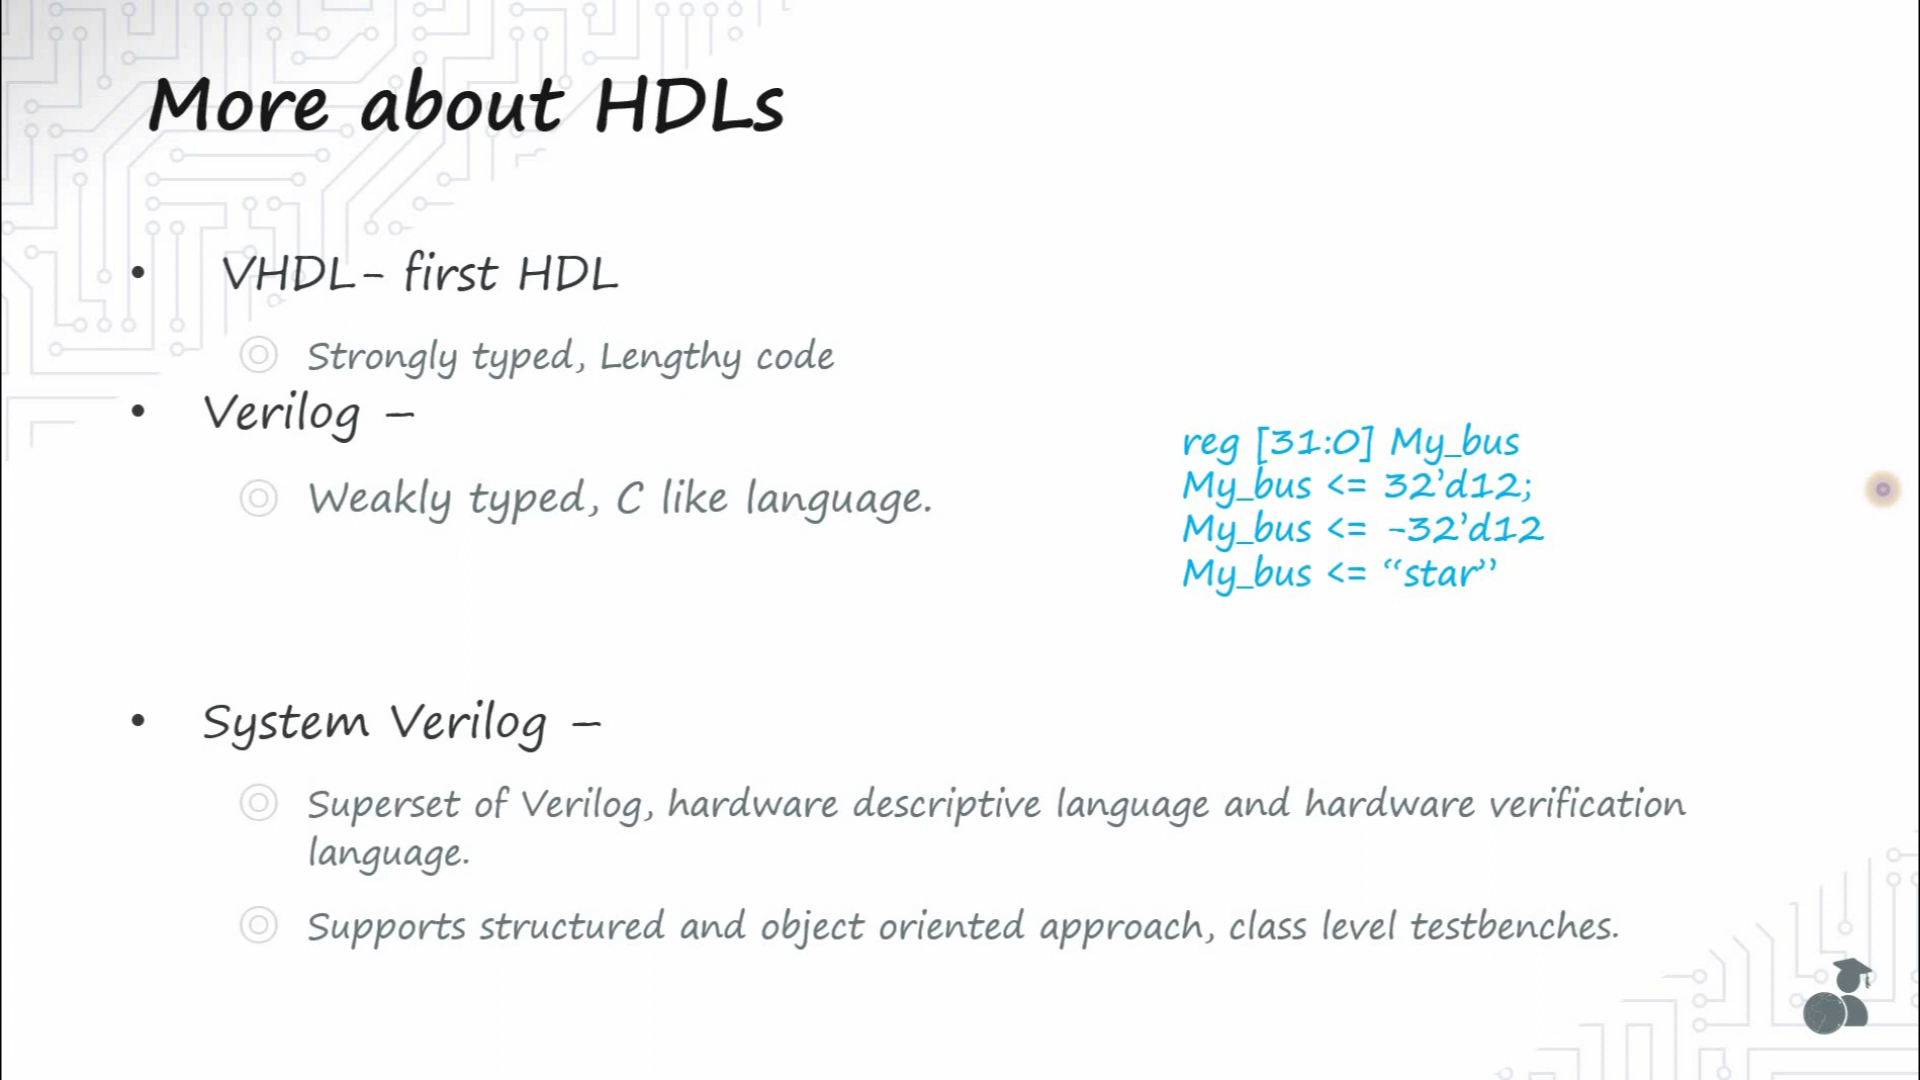 More about HDLs
• VHDL- first HDL
Strongly typed, Lengthy code
• Verilog –
Weakly typed, C like language.
reg [31:0] My_bus
My_bus <= 32’d12;
My_bus <= -32’d12
My_bus <= “star”
• System Verilog –
Superset of Verilog, hardware descriptive language and hardware verification
language.
Supports structured and object oriented approach, class level testbenches.